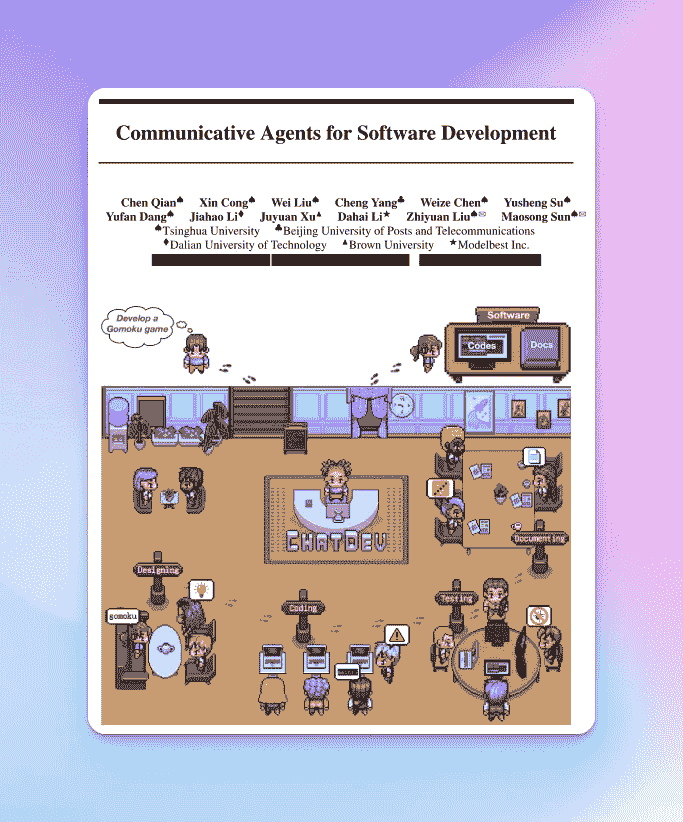 Communicative Agents for Software Development
Chen Qian♠ Xin Cong♠ Wei Liu♠ Cheng Yang♣ Weize Chen♠ Yusheng Su♠
Yufan Dang♠ Jiahao Li♦ Juyuan Xu▲ Dahai Li★ Zhiyuan Liu♠✉ Maosong Sun♠✉
♠Tsinghua University ♣Beijing University of Posts and Telecommunications
♦Dalian University of Technology ▲Brown University ★Modelbest Inc.
Develop a
Gomoku game
Software
Codes
Docs
CHATDEV
Documenting
Designing
Coding
Testing
gomoku